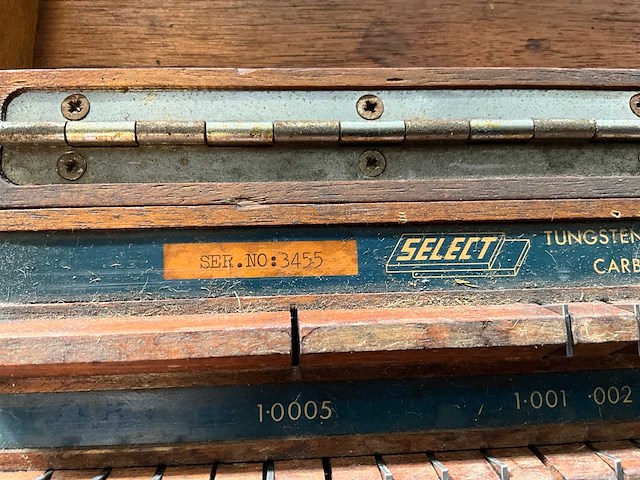 SER.NO:3455
SELECT
TUNGSTEN
CARB
1·0005
1·001 ·002